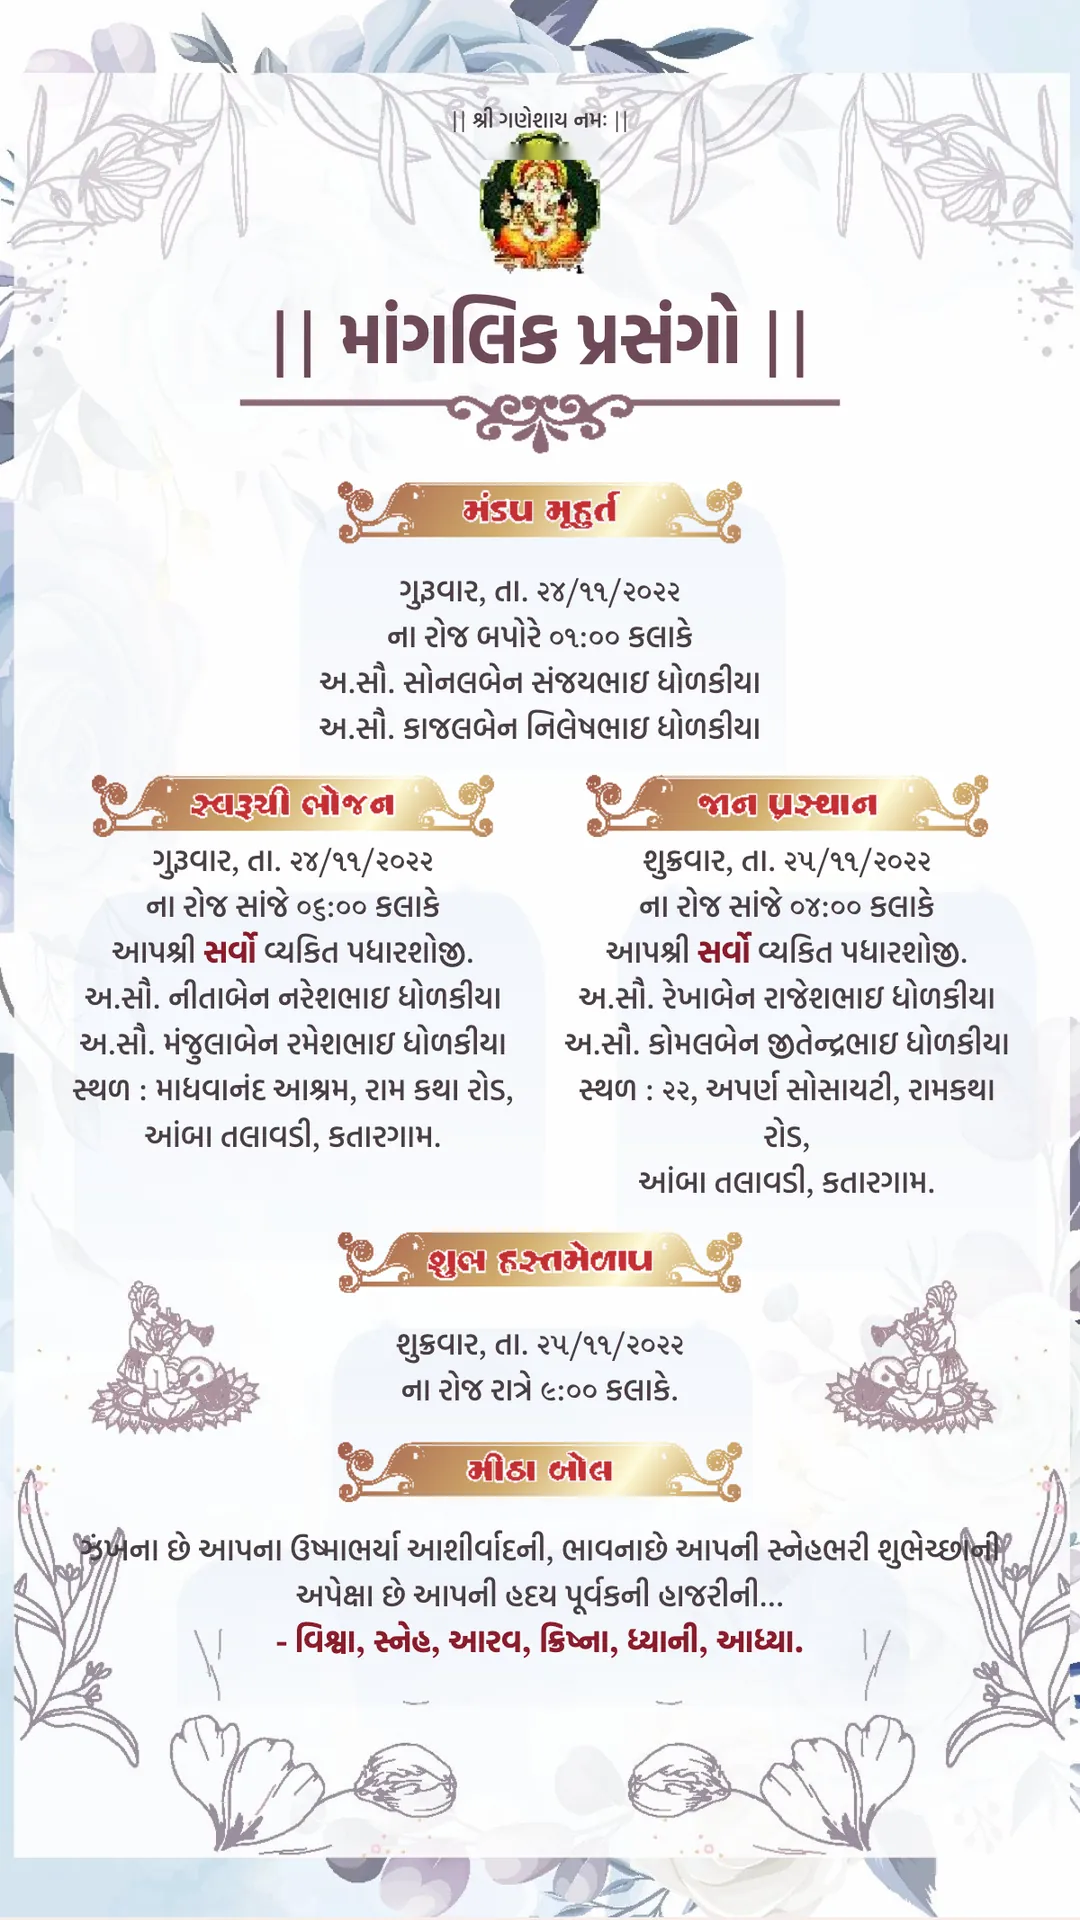 || શ્રી ગણેશાય નમઃ ||
|| માંગલિક પ્રસંગો ||
મંડપ મૂહુર્ત
ગુરૂવાર, તા. ૨૪/૧૧/૨૦૨૨
ના રોજ બપોરે ૦૧:૦૦ કલાકે
અ.સૌ. સોનલબેન સંજયભાઇ ધોળકીયા
અ.સૌ. કાજલબેન નિલેષભાઇ ધોળકીયા
સ્વરૂચી ભોજન
ગુરૂવાર, તા. ૨૪/૧૧/૨૦૨૨
ના રોજ સાંજે ૦૬:૦૦ કલાકે
આપશ્રી સર્વો વ્યકિત પધારશોજી.
અ.સૌ. નીતાબેન નરેશભાઇ ધોળકીયા
અ.સૌ. મંજુલાબેન રમેશભાઇ ધોળકીયા
સ્થળ : માધવાનંદ આશ્રમ, રામ કથા રોડ,
આંબા તલાવડી, કતારગામ.
જાન પ્રસ્થાન
શુક્રવાર, તા. ૨૫/૧૧/૨૦૨૨
ના રોજ સાંજે ૦૪:૦૦ કલાકે
આપશ્રી સર્વો વ્યકિત પધારશોજી.
અ.સૌ. રેખાબેન રાજેશભાઇ ધોળકીયા
અ.સૌ. કોમલબેન જીતેન્દ્રભાઇ ધોળકીયા
સ્થળ : ૨૨, અપર્ણ સોસાયટી, રામકથા
રોડ,
આંબા તલાવડી, કતારગામ.
શુભ હસ્તમેળાપ
શુક્રવાર, તા. ૨૫/૧૧/૨૦૨૨
ના રોજ રાત્રે ૯:૦૦ કલાકે.
મીઠા બોલ
ઝંખના છે આપના ઉષ્માભર્યા આશીર્વાદની, ભાવનાછે આપની સ્નેહભરી શુભેચ્છાની
અપેક્ષા છે આપની હદય પૂર્વકની હાજરીની...
- વિશ્વા, સ્નેહ, આરવ, ક્રિષ્ના, ધ્યાની, આધ્યા.